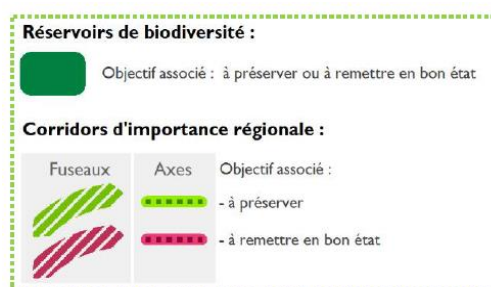 Réservoirs de biodiversité :
Objectif associé : à préserver ou à remettre en bon état
Corridors d'importance régionale :
Fuseaux Axes Objectif associé :
- à préserver
- à remettre en bon état